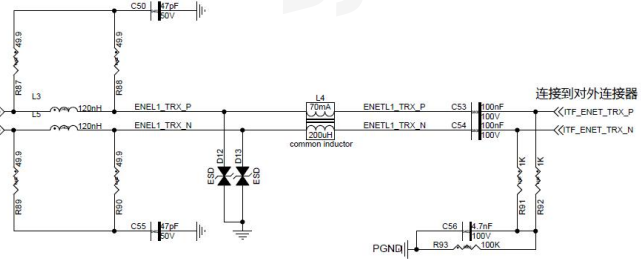 C50 47pF
50V
49.9
R87
49.9
R88
L3
120nH
ENEL1_TRX_P
L4
70mA
ENETL1_TRX_P
C53 100nF
100V
连接到对外连接器
ITF_ENET_TRX_P
L5
120nH
ENEL1_TRX_N
200uH
common inductor
ENETL1_TRX_N
C54 100nF
100V
ITF_ENET_TRX_N
49.9
R89
49.9
R90
D12
D13
ESD
ESD
1K
R91
1K
R92
C55 47pF
50V
C56 4.7nF
100V
PGND
R93 100K